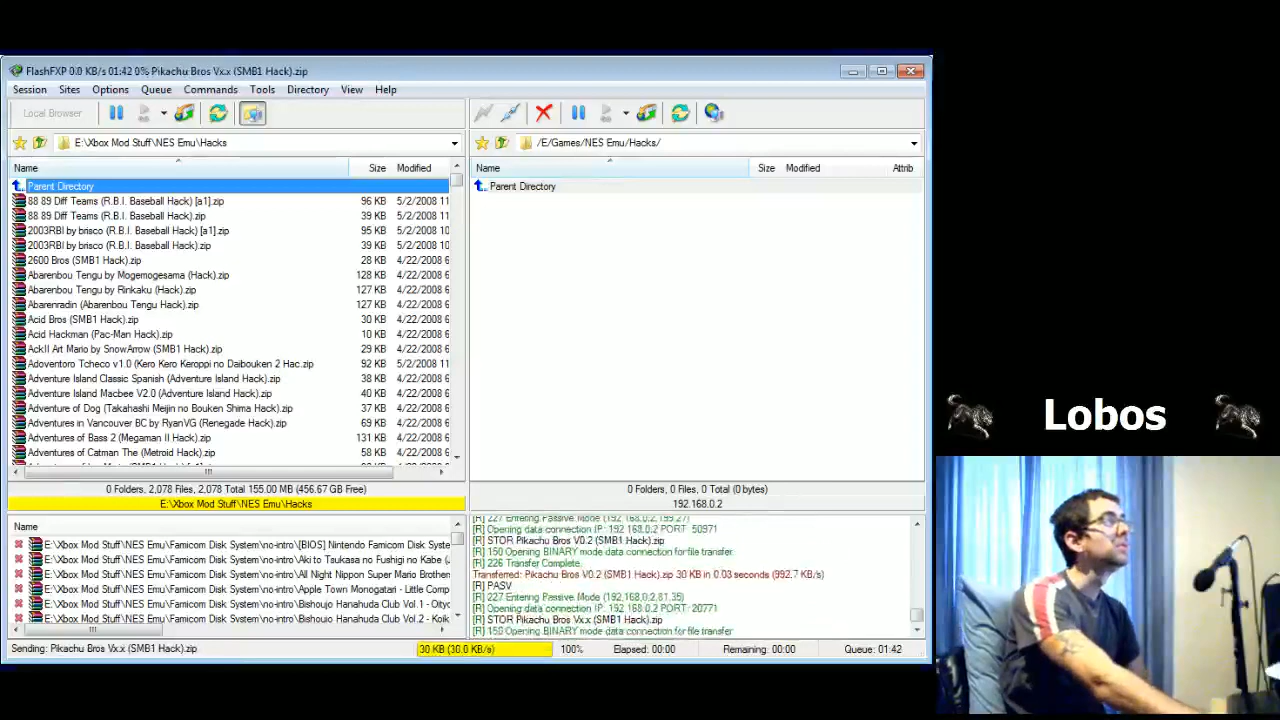 FlashFXP 0.0 KB/s 01:42 0% Pikachu Bros Vx.x (SMB1 Hack).zip
Session Sites Options Queue Commands Tools Directory View Help
Local Browser
E:\Xbox Mod Stuff\NES Emu\Hacks
Name Size Modified
Parent Directory
88 89 Diff Teams (R.B.I. Baseball Hack) [a1].zip 96 KB 5/2/2008 11
88 89 Diff Teams (R.B.I. Baseball Hack).zip 39 KB 5/2/2008 11
2003RBI by brisco (R.B.I. Baseball Hack) [a1].zip 95 KB 5/2/2008 10
2003RBI by brisco (R.B.I. Baseball Hack).zip 39 KB 5/2/2008 10
2600 Bros (SMB1 Hack).zip 28 KB 4/22/2008 6
Abarenbou Tengu by Mogemogesama (Hack).zip 128 KB 4/22/2008 6
Abarenbou Tengu by Rinkaku (Hack).zip 127 KB 4/22/2008 6
Abarenradin (Abarenbou Tengu Hack).zip 127 KB 4/22/2008 6
Acid Bros (SMB1 Hack).zip 30 KB 4/22/2008 6
Acid Hackman (Pac-Man Hack).zip 10 KB 4/22/2008 6
AckII Art Mario by SnowArrow (SMB1 Hack).zip 29 KB 4/22/2008 6
Adoventoro Tcheco v1.0 (Kero Kero Keroppi no Daibouken 2 Hac.zip 92 KB 5/2/2008 11
Adventure Island Classic Spanish (Adventure Island Hack).zip 38 KB 4/22/2008 6
Adventure Island Macbee V2.0 (Adventure Island Hack).zip 40 KB 4/22/2008 6
Adventure of Dog (Takahashi Meijin no Bouken Shima Hack).zip 37 KB 4/22/2008 6
Adventures in Vancouver BC by RyanVG (Renegade Hack).zip 69 KB 4/22/2008 6
Adventures of Bass 2 (Megaman II Hack).zip 131 KB 4/22/2008 6
Adventures of Catman The (Metroid Hack).zip 58 KB 4/22/2008 6
0 Folders, 2,078 Files, 2,078 Total 155.00 MB (456.67 GB Free)
E:\Xbox Mod Stuff\NES Emu\Hacks
/E/Games/NES Emu/Hacks/
Name Size Modified Attrib
Parent Directory
0 Folders, 0 Files, 0 Total (0 bytes)
192.168.0.2
Name
E:\Xbox Mod Stuff\NES Emu\Famicom Disk System\no-intro\[BIOS] Nintendo Famicom Disk Syste
E:\Xbox Mod Stuff\NES Emu\Famicom Disk System\no-intro\Aki to Tsukasa no Fushigi no Kabe (J
E:\Xbox Mod Stuff\NES Emu\Famicom Disk System\no-intro\All Night Nippon Super Mario Brother
E:\Xbox Mod Stuff\NES Emu\Famicom Disk System\no-intro\Apple Town Monogatari - Little Comp
E:\Xbox Mod Stuff\NES Emu\Famicom Disk System\no-intro\Bishoujo Hanahuda Club Vol.1 - Oityo
E:\Xbox Mod Stuff\NES Emu\Famicom Disk System\no-intro\Bishoujo Hanahuda Club Vol.2 - Koik
[R] 227 Entering Passive Mode (192,168,0,2,199,27)
[R] Opening data connection IP: 192.168.0.2 PORT: 50971
[R] STOR Pikachu Bros V0.2 (SMB1 Hack).zip
[R] 150 Opening BINARY mode data connection for file transfer
[R] 226 Transfer Complete.
Transferred: Pikachu Bros V0.2 (SMB1 Hack).zip 30 KB in 0.03 seconds (992.7 KB/s)
[R] PASV
[R] 227 Entering Passive Mode (192,168,0,2,81,35)
[R] Opening data connection IP: 192.168.0.2 PORT: 20771
[R] STOR Pikachu Bros Vx.x (SMB1 Hack).zip
[R] 150 Opening BINARY mode data connection for file transfer
Sending: Pikachu Bros Vx.x (SMB1 Hack).zip 30 KB (30.0 KB/s) 100% Elapsed: 00:00 Remaining: 00:00 Queue: 01:42
Lobos